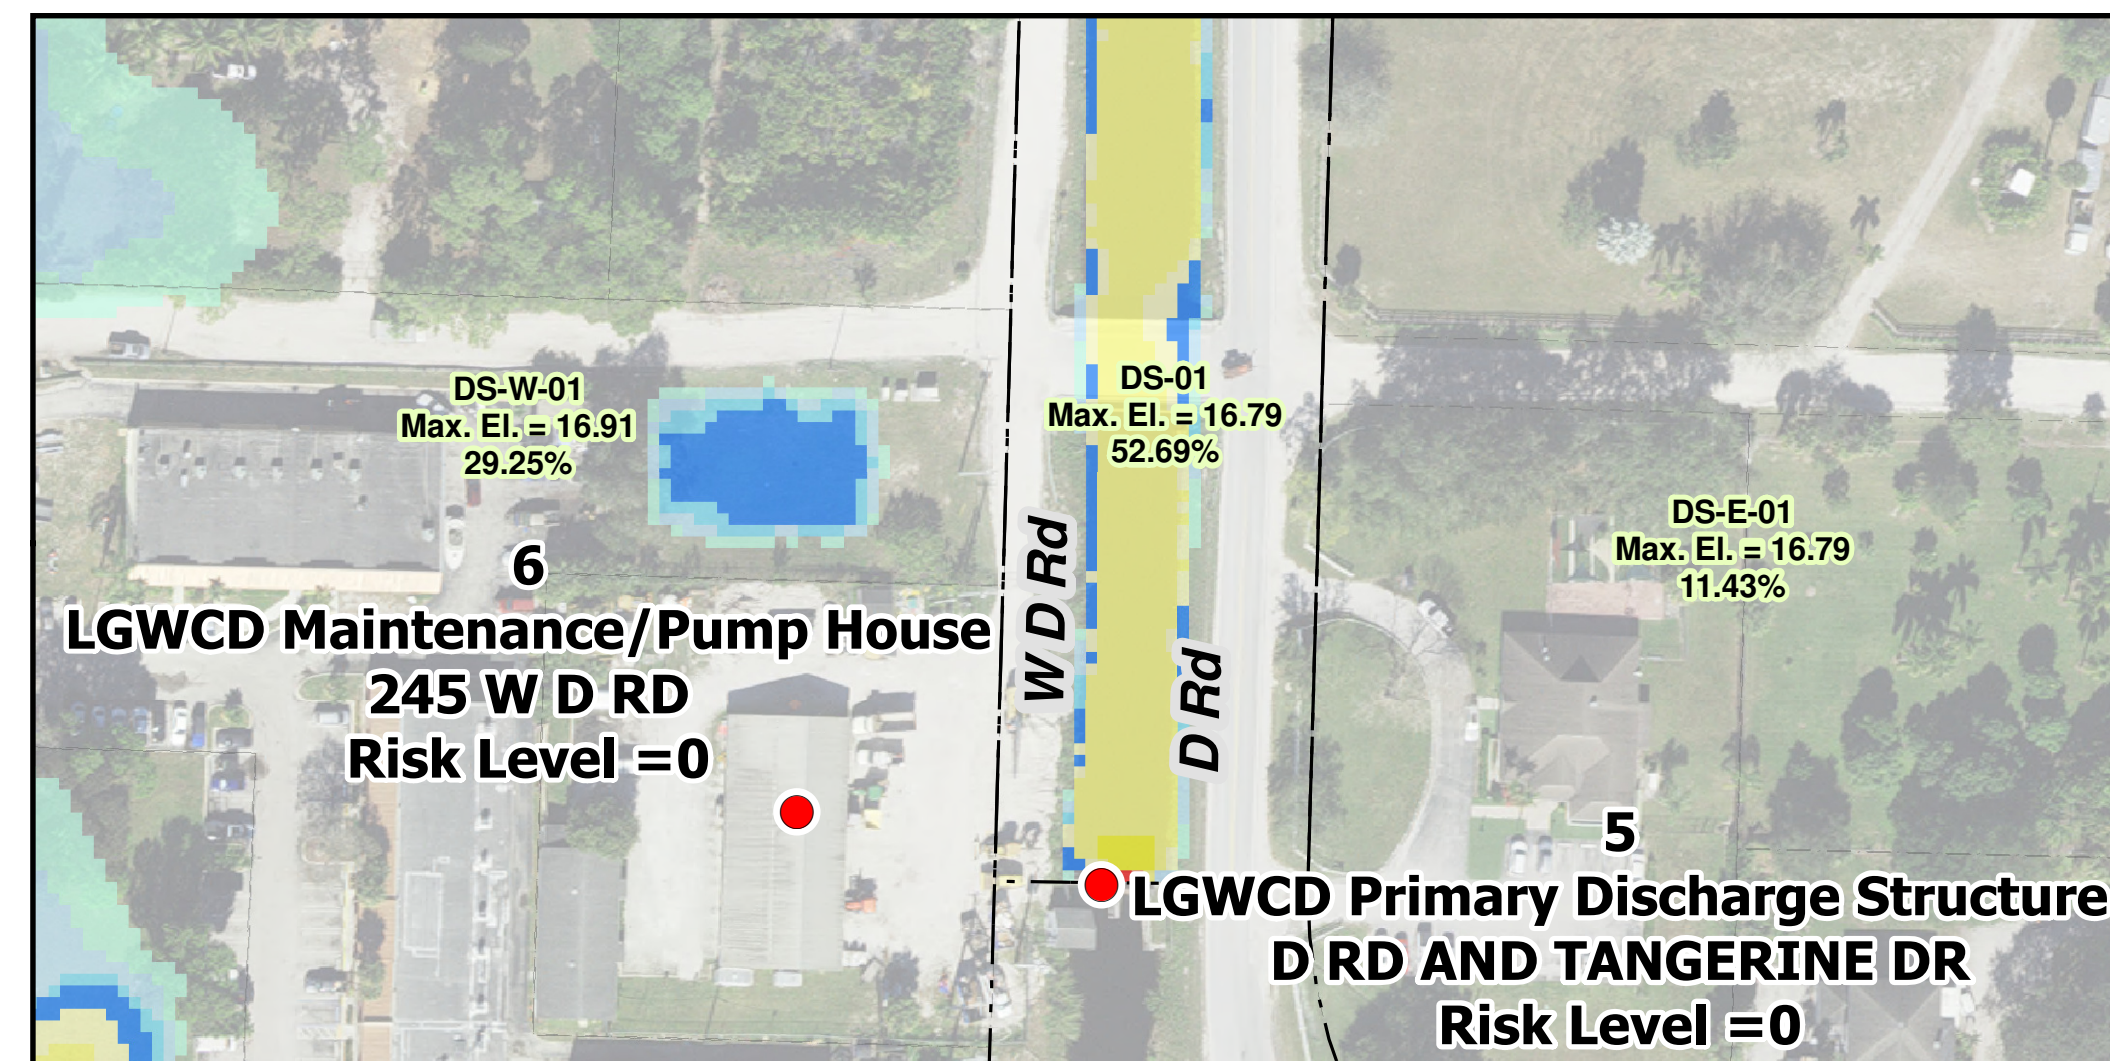 DS-W-01
Max. El. = 16.91
29.25%
DS-01
Max. El. = 16.79
52.69%
DS-E-01
Max. El. = 16.79
11.43%
6
LGWCD Maintenance/Pump House
245 W D RD
Risk Level =0
W D Rd
D Rd
5
LGWCD Primary Discharge Structure
D RD AND TANGERINE DR
Risk Level =0